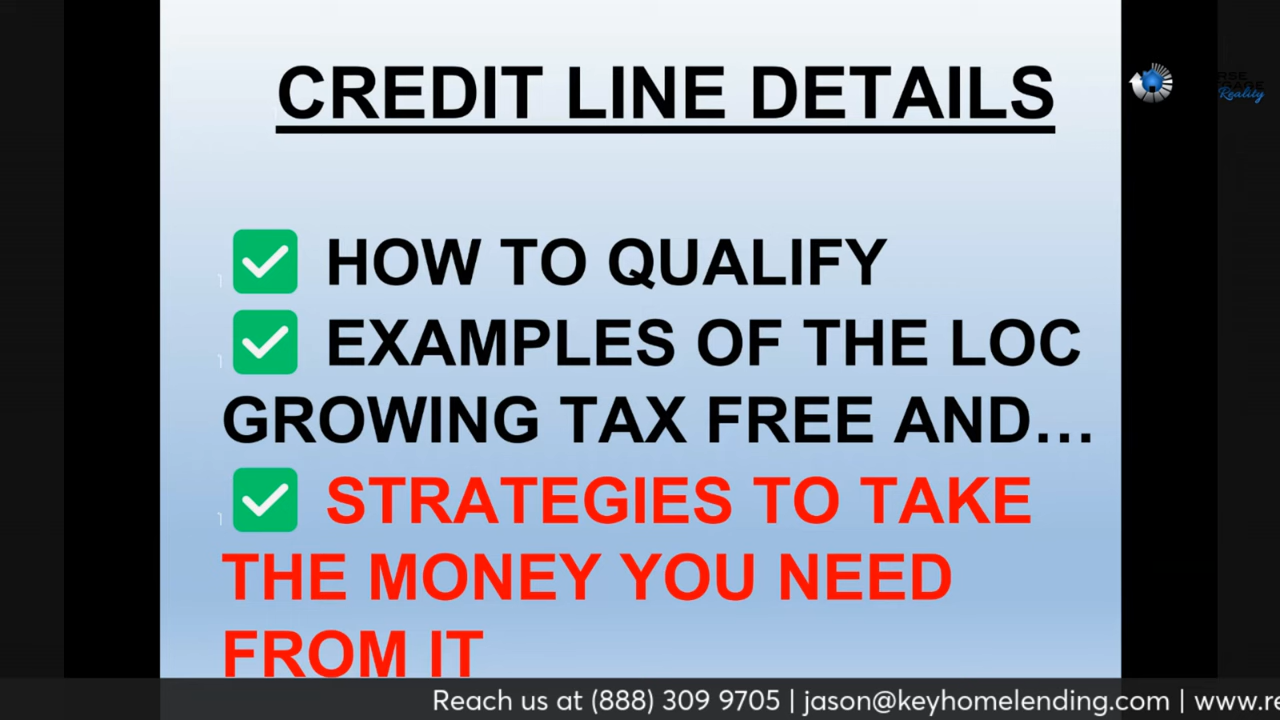 CREDIT LINE DETAILS
✅ HOW TO QUALIFY
✅ EXAMPLES OF THE LOC
GROWING TAX FREE AND...
✅ STRATEGIES TO TAKE
THE MONEY YOU NEED
FROM IT
Reality
Reach us at (888) 309 9705 | jason@keyhomelending.com | www.re